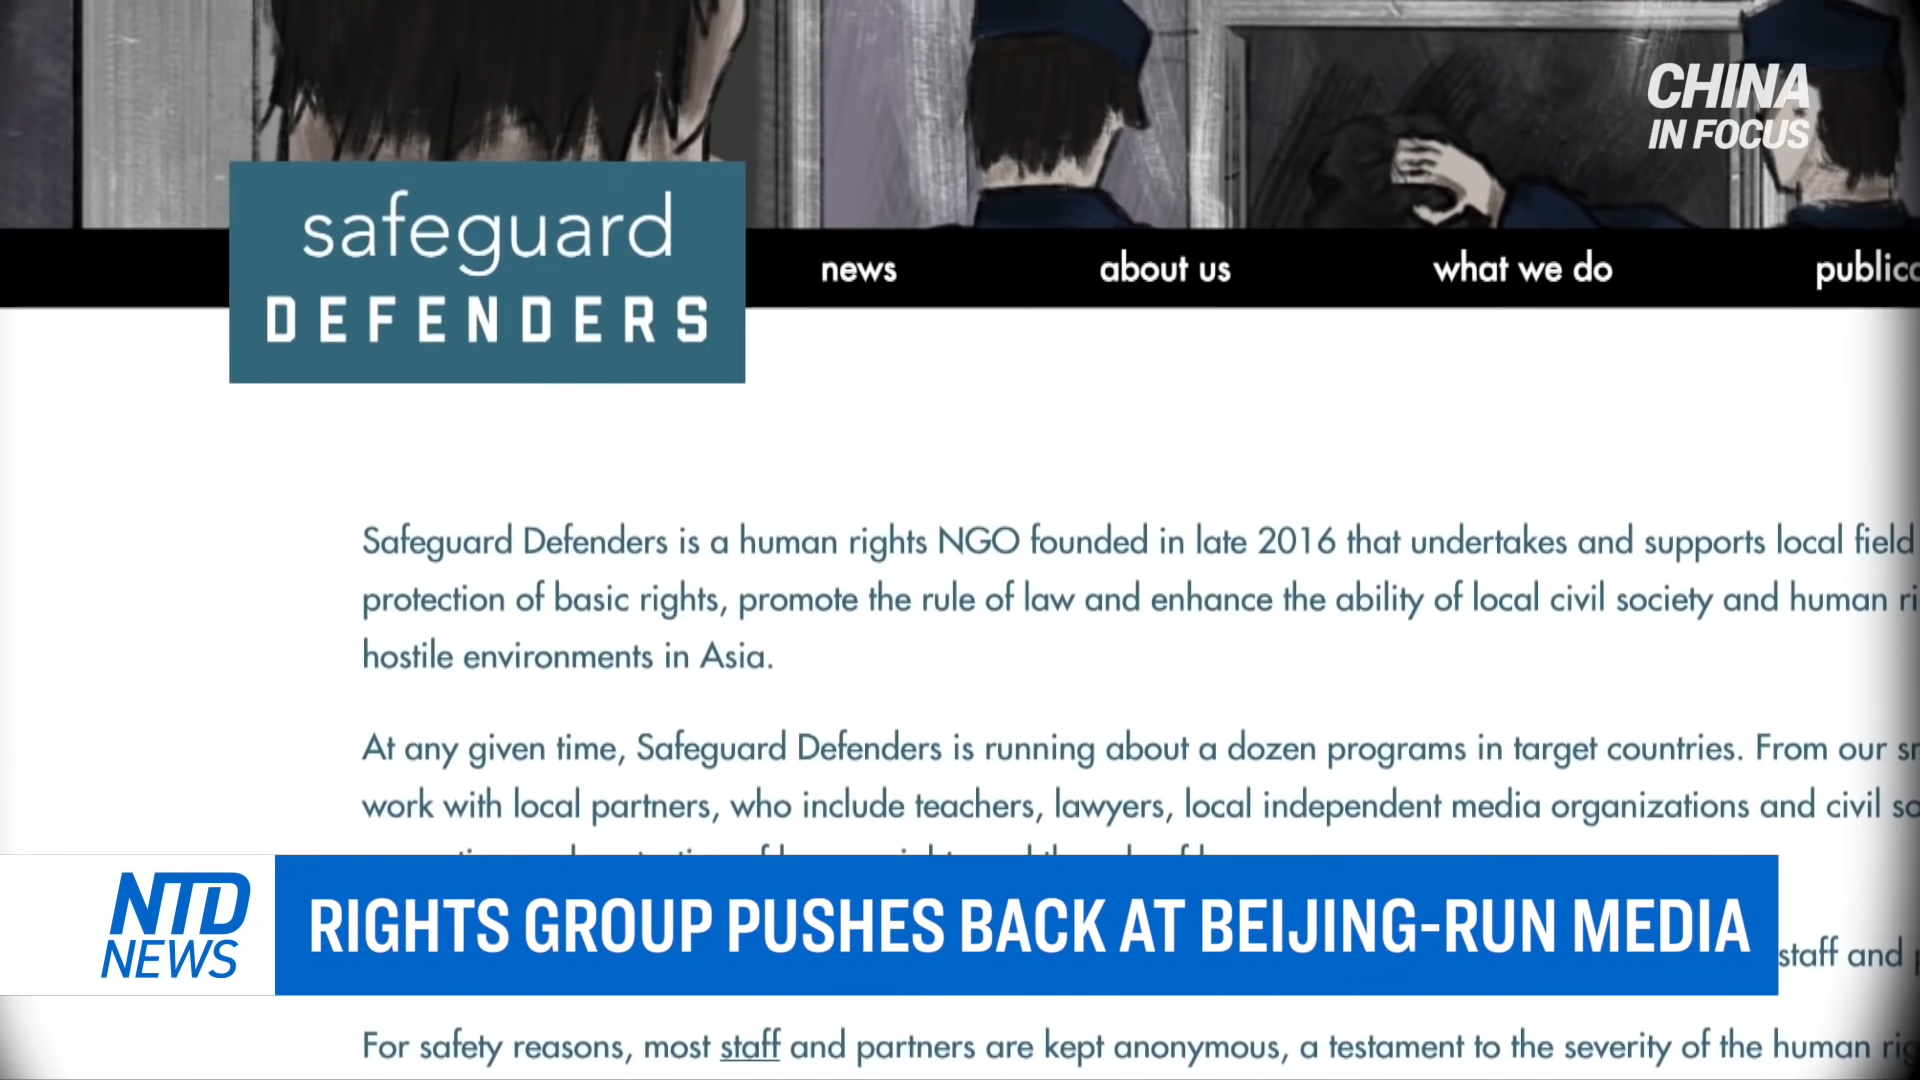 CHINA
IN FOCUS
safeguard
DEFENDERS
news about us what we do
Safeguard Defenders is a human rights NGO founded in late 2016 that undertakes and supports local field
protection of basic rights, promote the rule of law and enhance the ability of local civil society and human
hostile environments in Asia.
At any given time, Safeguard Defenders is running about a dozen programs in target countries. From our
work with local partners, who include teachers, lawyers, local independent media organizations and civil
NTD
NEWS
RIGHTS GROUP PUSHES BACK AT BEIJING-RUN MEDIA
staff and
For safety reasons, most staff and partners are kept anonymous, a testament to the severity of the human